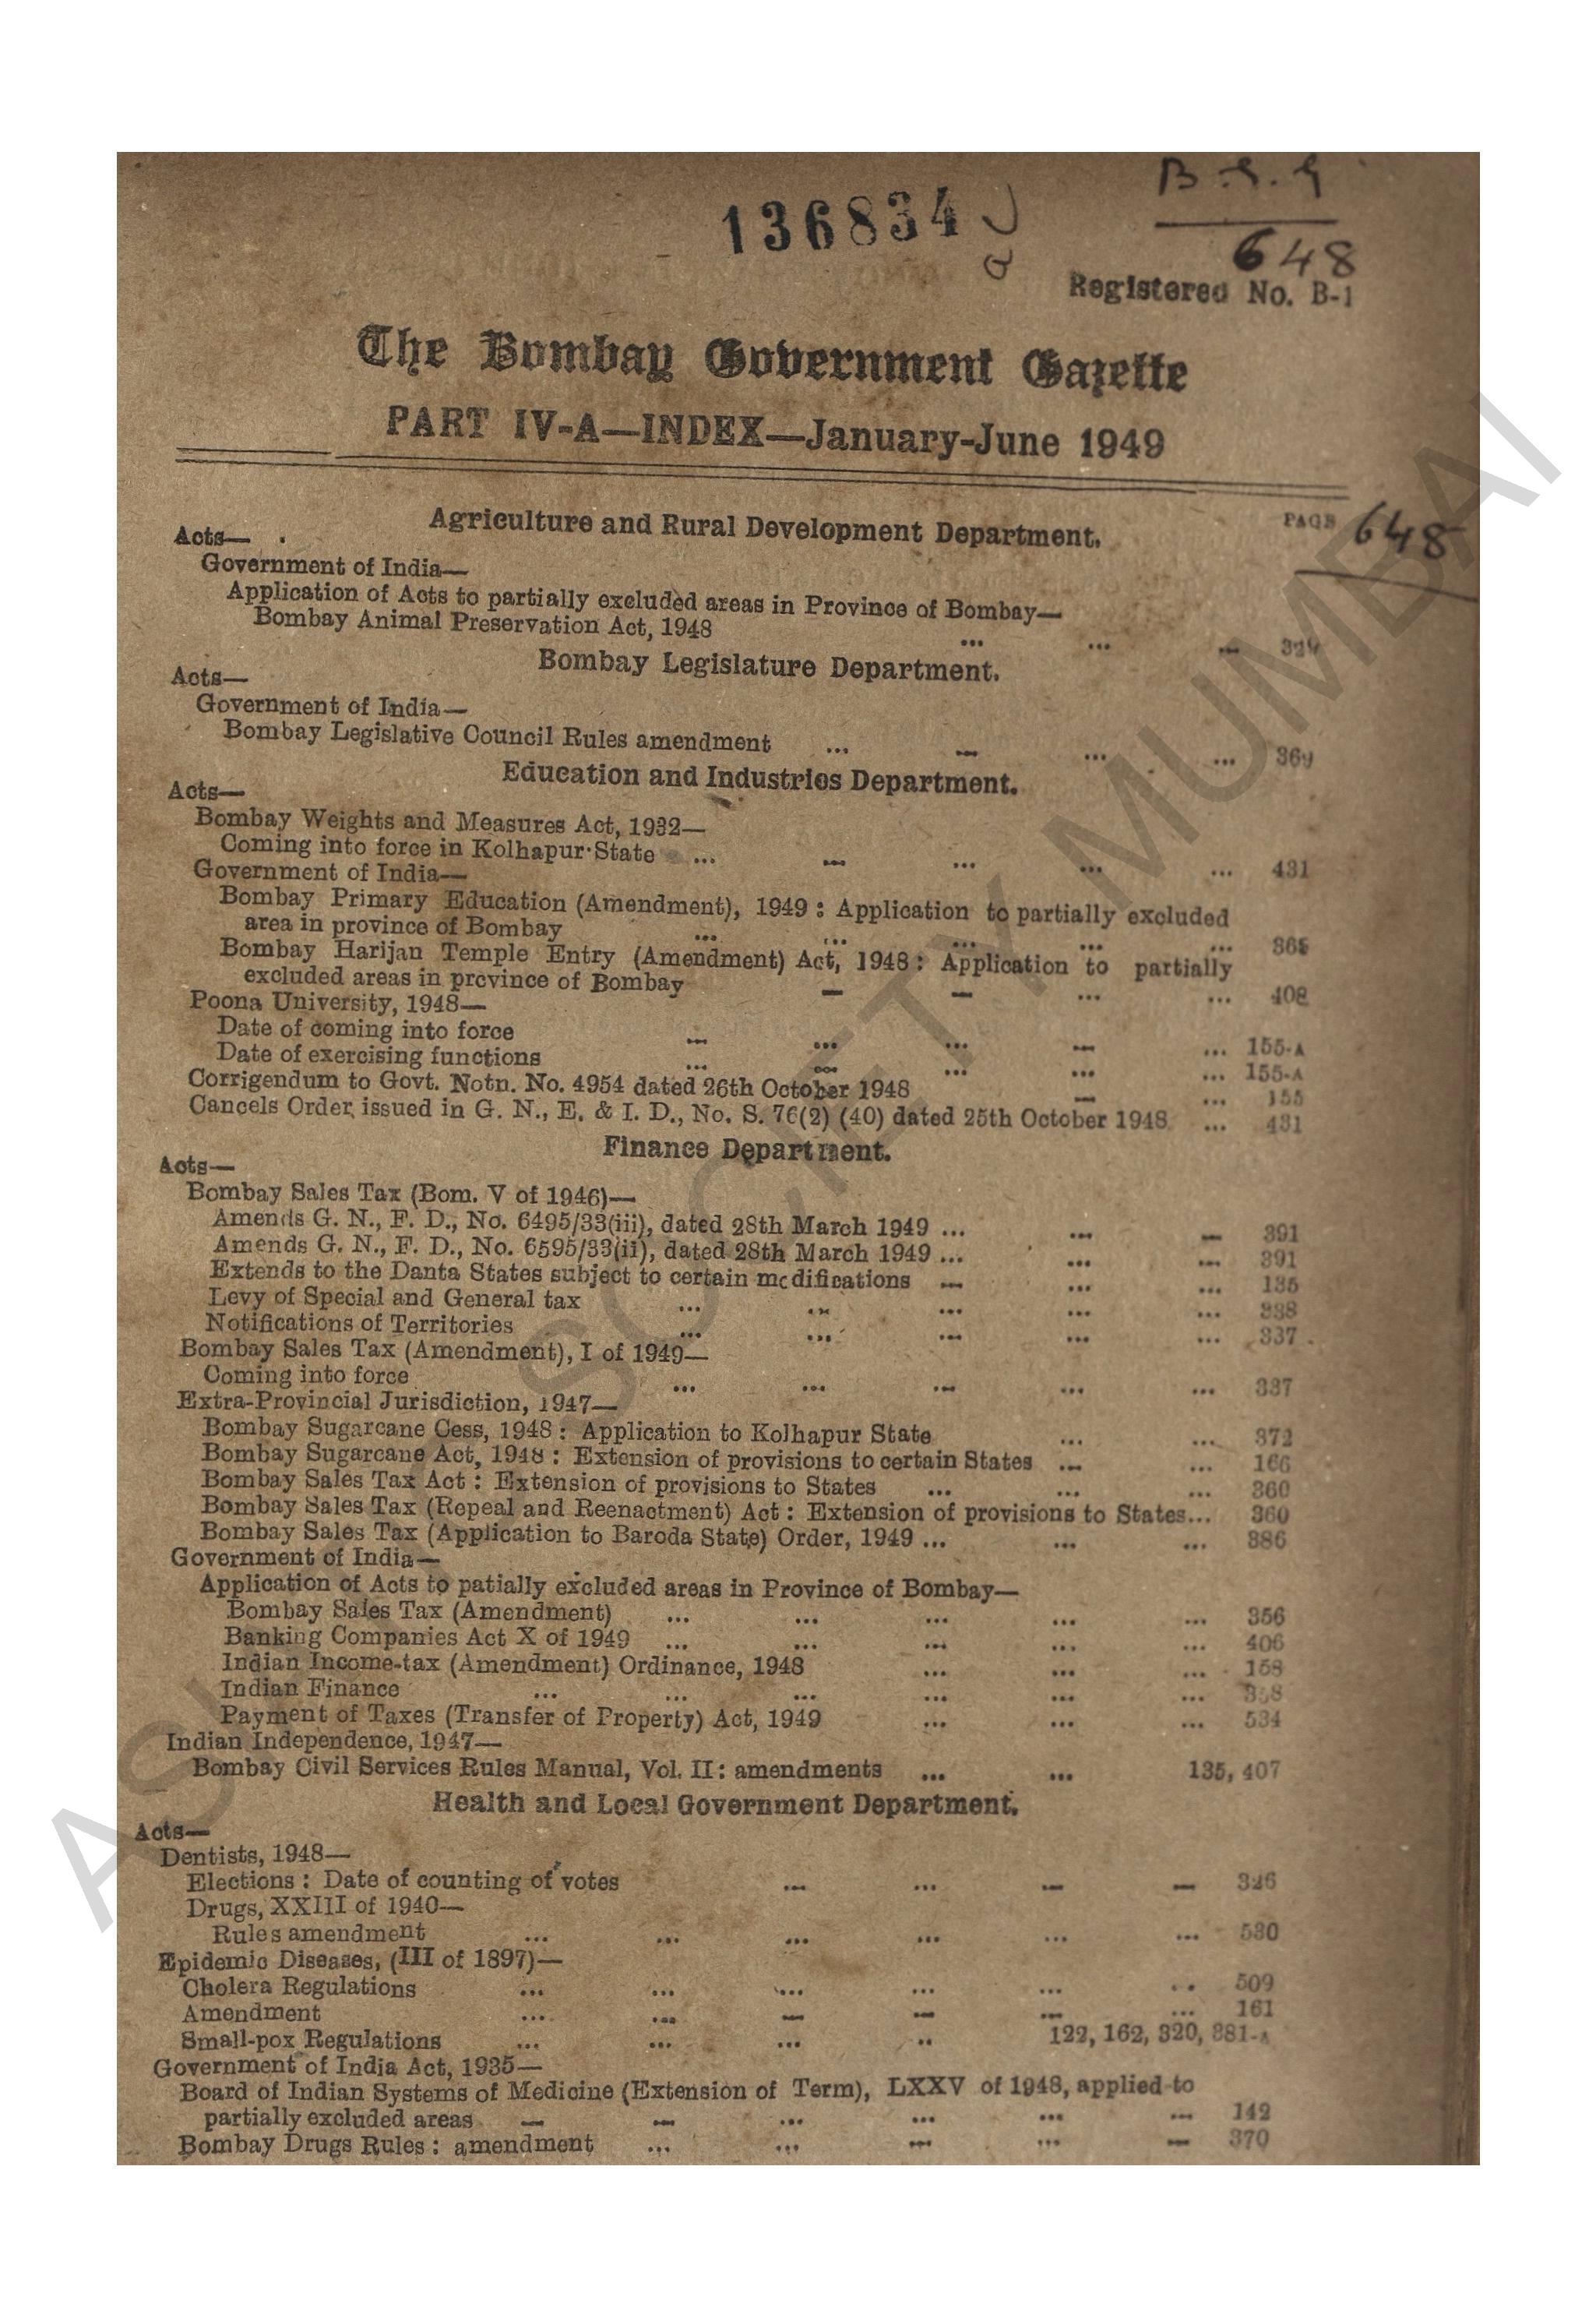 136834
B.G.G
648
Registered No. B-1
The Bombay Government Gazette
PART IV-A—INDEX—January-June 1949
Agriculture and Rural Development Department.
PAGE
648
Acts—
Government of India—
Application of Acts to partially excluded areas in Province of Bombay—
Bombay Animal Preservation Act, 1948 ... ... —
Bombay Legislature Department.
Acts—
Government of India—
Bombay Legislative Council Rules amendment ... — ... ... 369
Education and Industries Department.
Acts—
Bombay Weights and Measures Act, 1932—
Coming into force in Kolhapur State ... — ... ... ... 431
Government of India—
Bombay Primary Education (Amendment), 1949 : Application to partially excluded
area in province of Bombay ... ... ... ... ...
Bombay Harijan Temple Entry (Amendment) Act, 1948 : Application to partially
excluded areas in province of Bombay — — ... ... 408
Poona University, 1948—
Date of coming into force — ... ... — ... 155-A
Date of exercising functions ... ... ... ... ... 155-A
Corrigendum to Govt. Notn. No. 4954 dated 26th October 1948 — ... 155
Cancels Order issued in G. N., E. & I. D., No. S. 76(2) (40) dated 25th October 1948 ... 431
Finance Department.
Acts—
Bombay Sales Tax (Bom. V of 1946)—
Amends G. N., F. D., No. 6495/33(iii), dated 28th March 1949 ... ... — 391
Amends G. N., F. D., No. 6595/33(ii), dated 28th March 1949 ... ... — 391
Extends to the Danta States subject to certain modifications — ... ... 135
Levy of Special and General tax ... ... ... ... ... 338
Notifications of Territories ... ... ... ... ... 337
Bombay Sales Tax (Amendment), I of 1949—
Coming into force ... ... ... ... ... 337
Extra-Provincial Jurisdiction, 1947—
Bombay Sugarcane Cess, 1948 : Application to Kolhapur State ... ... 372
Bombay Sugarcane Act, 1948 : Extension of provisions to certain States ... ... 166
Bombay Sales Tax Act : Extension of provisions to States ... ... ... 360
Bombay Sales Tax (Repeal and Reenactment) Act : Extension of provisions to States... 360
Bombay Sales Tax (Application to Baroda State) Order, 1949 ... ... ... 386
Government of India—
Application of Acts to patially excluded areas in Province of Bombay—
Bombay Sales Tax (Amendment) ... ... ... ... ... 356
Banking Companies Act X of 1949 ... ... ... ... ... 406
Indian Income-tax (Amendment) Ordinance, 1948 ... ... ... 158
Indian Finance ... ... ... ... ... ...
Payment of Taxes (Transfer of Property) Act, 1949 ... ... ... 534
Indian Independence, 1947—
Bombay Civil Services Rules Manual, Vol. II : amendments ... ... 135, 407
Health and Local Government Department.
Acts—
Dentists, 1948—
Elections : Date of counting of votes — ... — — 326
Drugs, XXIII of 1940—
Rules amendment ... ... ... ... ... ... 530
Epidemic Diseases, (III of 1897)—
Cholera Regulations ... ... ... ... ... .. 509
Amendment ... ... — — — ... 161
Small-pox Regulations ... ... ... .. 122, 162, 320, 381-A
Government of India Act, 1935—
Board of Indian Systems of Medicine (Extension of Term), LXXV of 1948, applied to
partially excluded areas — — ... ... ... — 142
Bombay Drugs Rules : amendment ... ... — ... — 370
SOCIETY MUMBAI